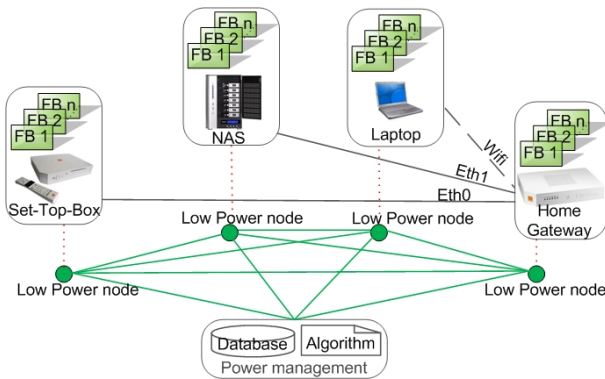 FB n
FB 2
FB 1
NAS
FB n
FB 2
FB 1
Laptop
FB n
FB 2
FB 1
Set-Top-Box
FB n
FB 2
FB 1
Home
Gateway
Wifi
Eth1
Eth0
Low Power node
Low Power node
Low Power node
Low Power node
Database
Algorithm
Power management